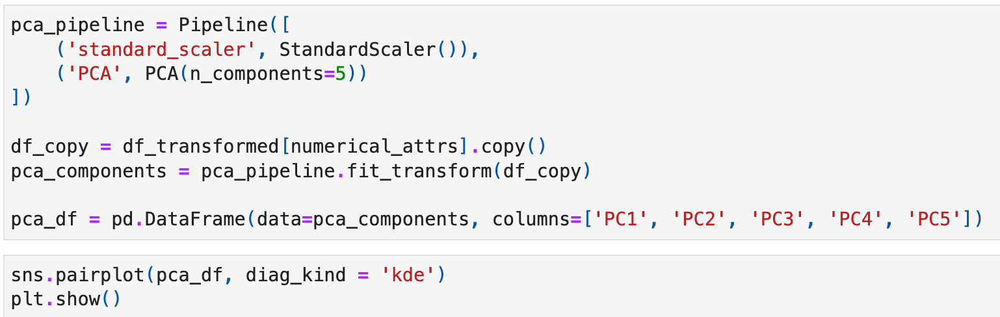 pca_pipeline = Pipeline([
    ('standard_scaler', StandardScaler()),
    ('PCA', PCA(n_components=5))
])
df_copy = df_transformed[numerical_attrs].copy()
pca_components = pca_pipeline.fit_transform(df_copy)
pca_df = pd.DataFrame(data=pca_components, columns=['PC1', 'PC2', 'PC3', 'PC4', 'PC5'])
sns.pairplot(pca_df, diag_kind = 'kde')
plt.show()